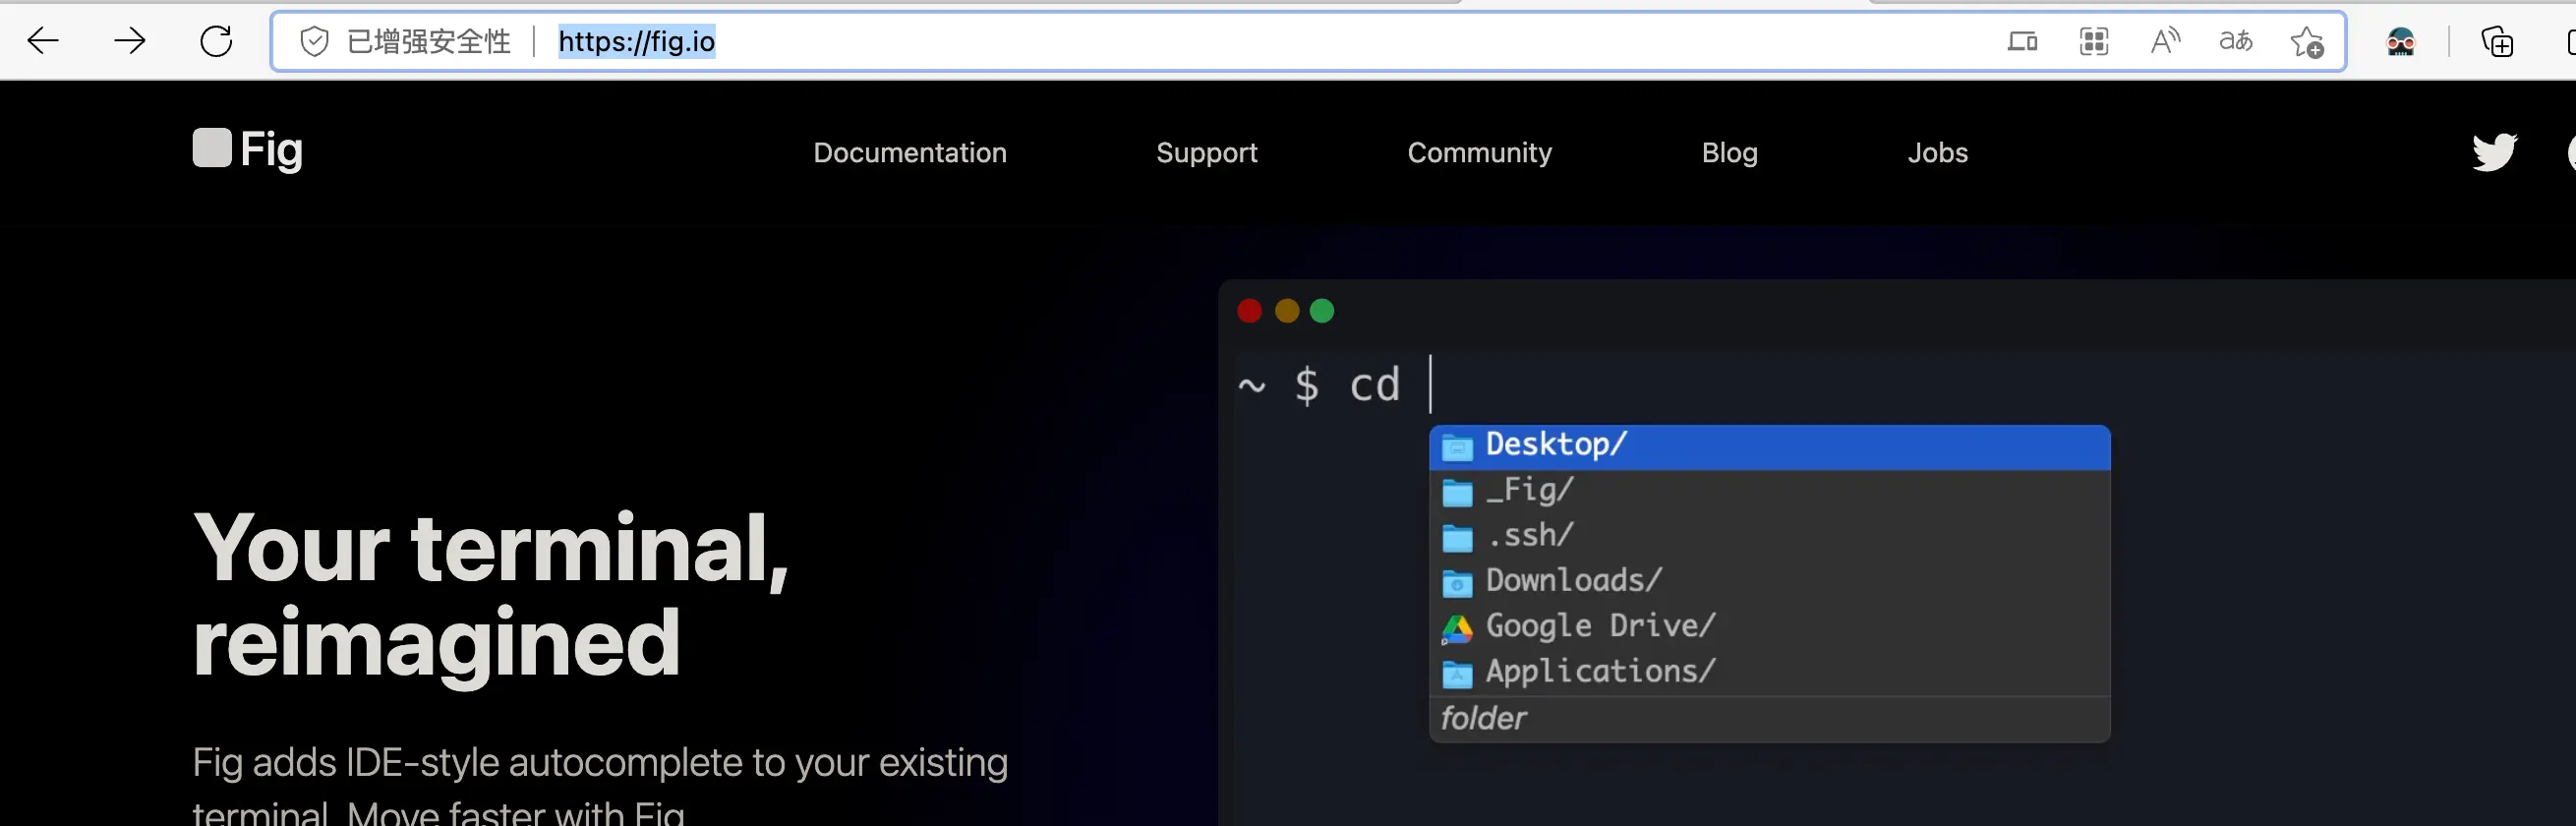 已增强安全性 https://fig.io aあ
Fig Documentation Support Community Blog Jobs
~ $ cd
Desktop/
_Fig/
.ssh/
Downloads/
Google Drive/
Applications/
folder
Your terminal,
reimagined
Fig adds IDE-style autocomplete to your existing
terminal. Move faster with Fig